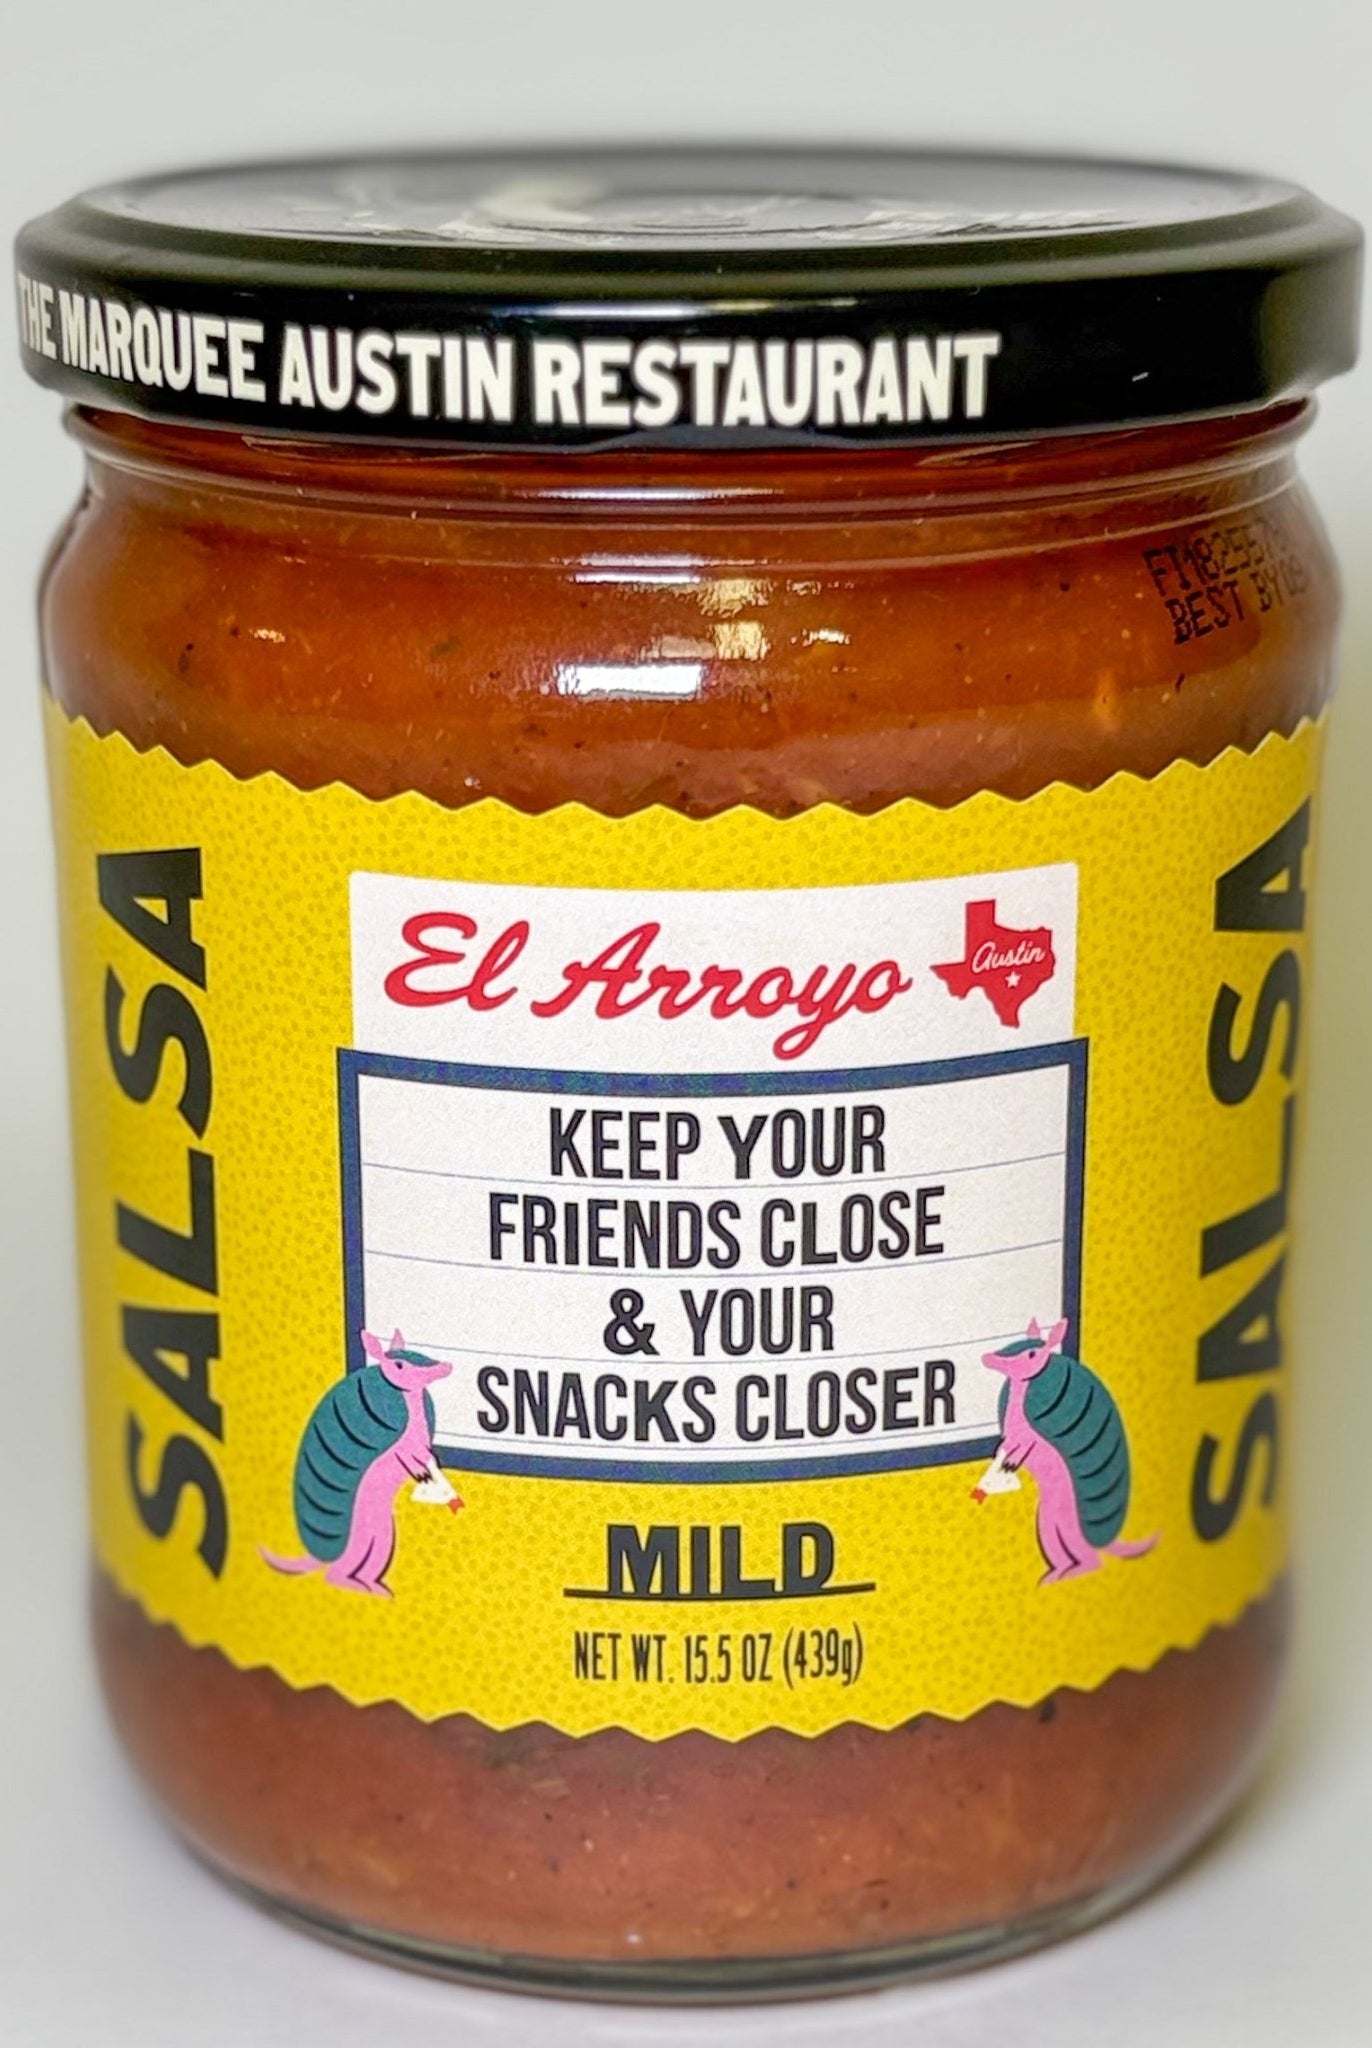 THE MARQUEE AUSTIN RESTAURANT
BEST BY
SALSA
El Arroyo
Austin
KEEP YOUR
FRIENDS CLOSE
& YOUR
SNACKS CLOSER
MILD
NET WT. 15.5 OZ (439g)
SALSA